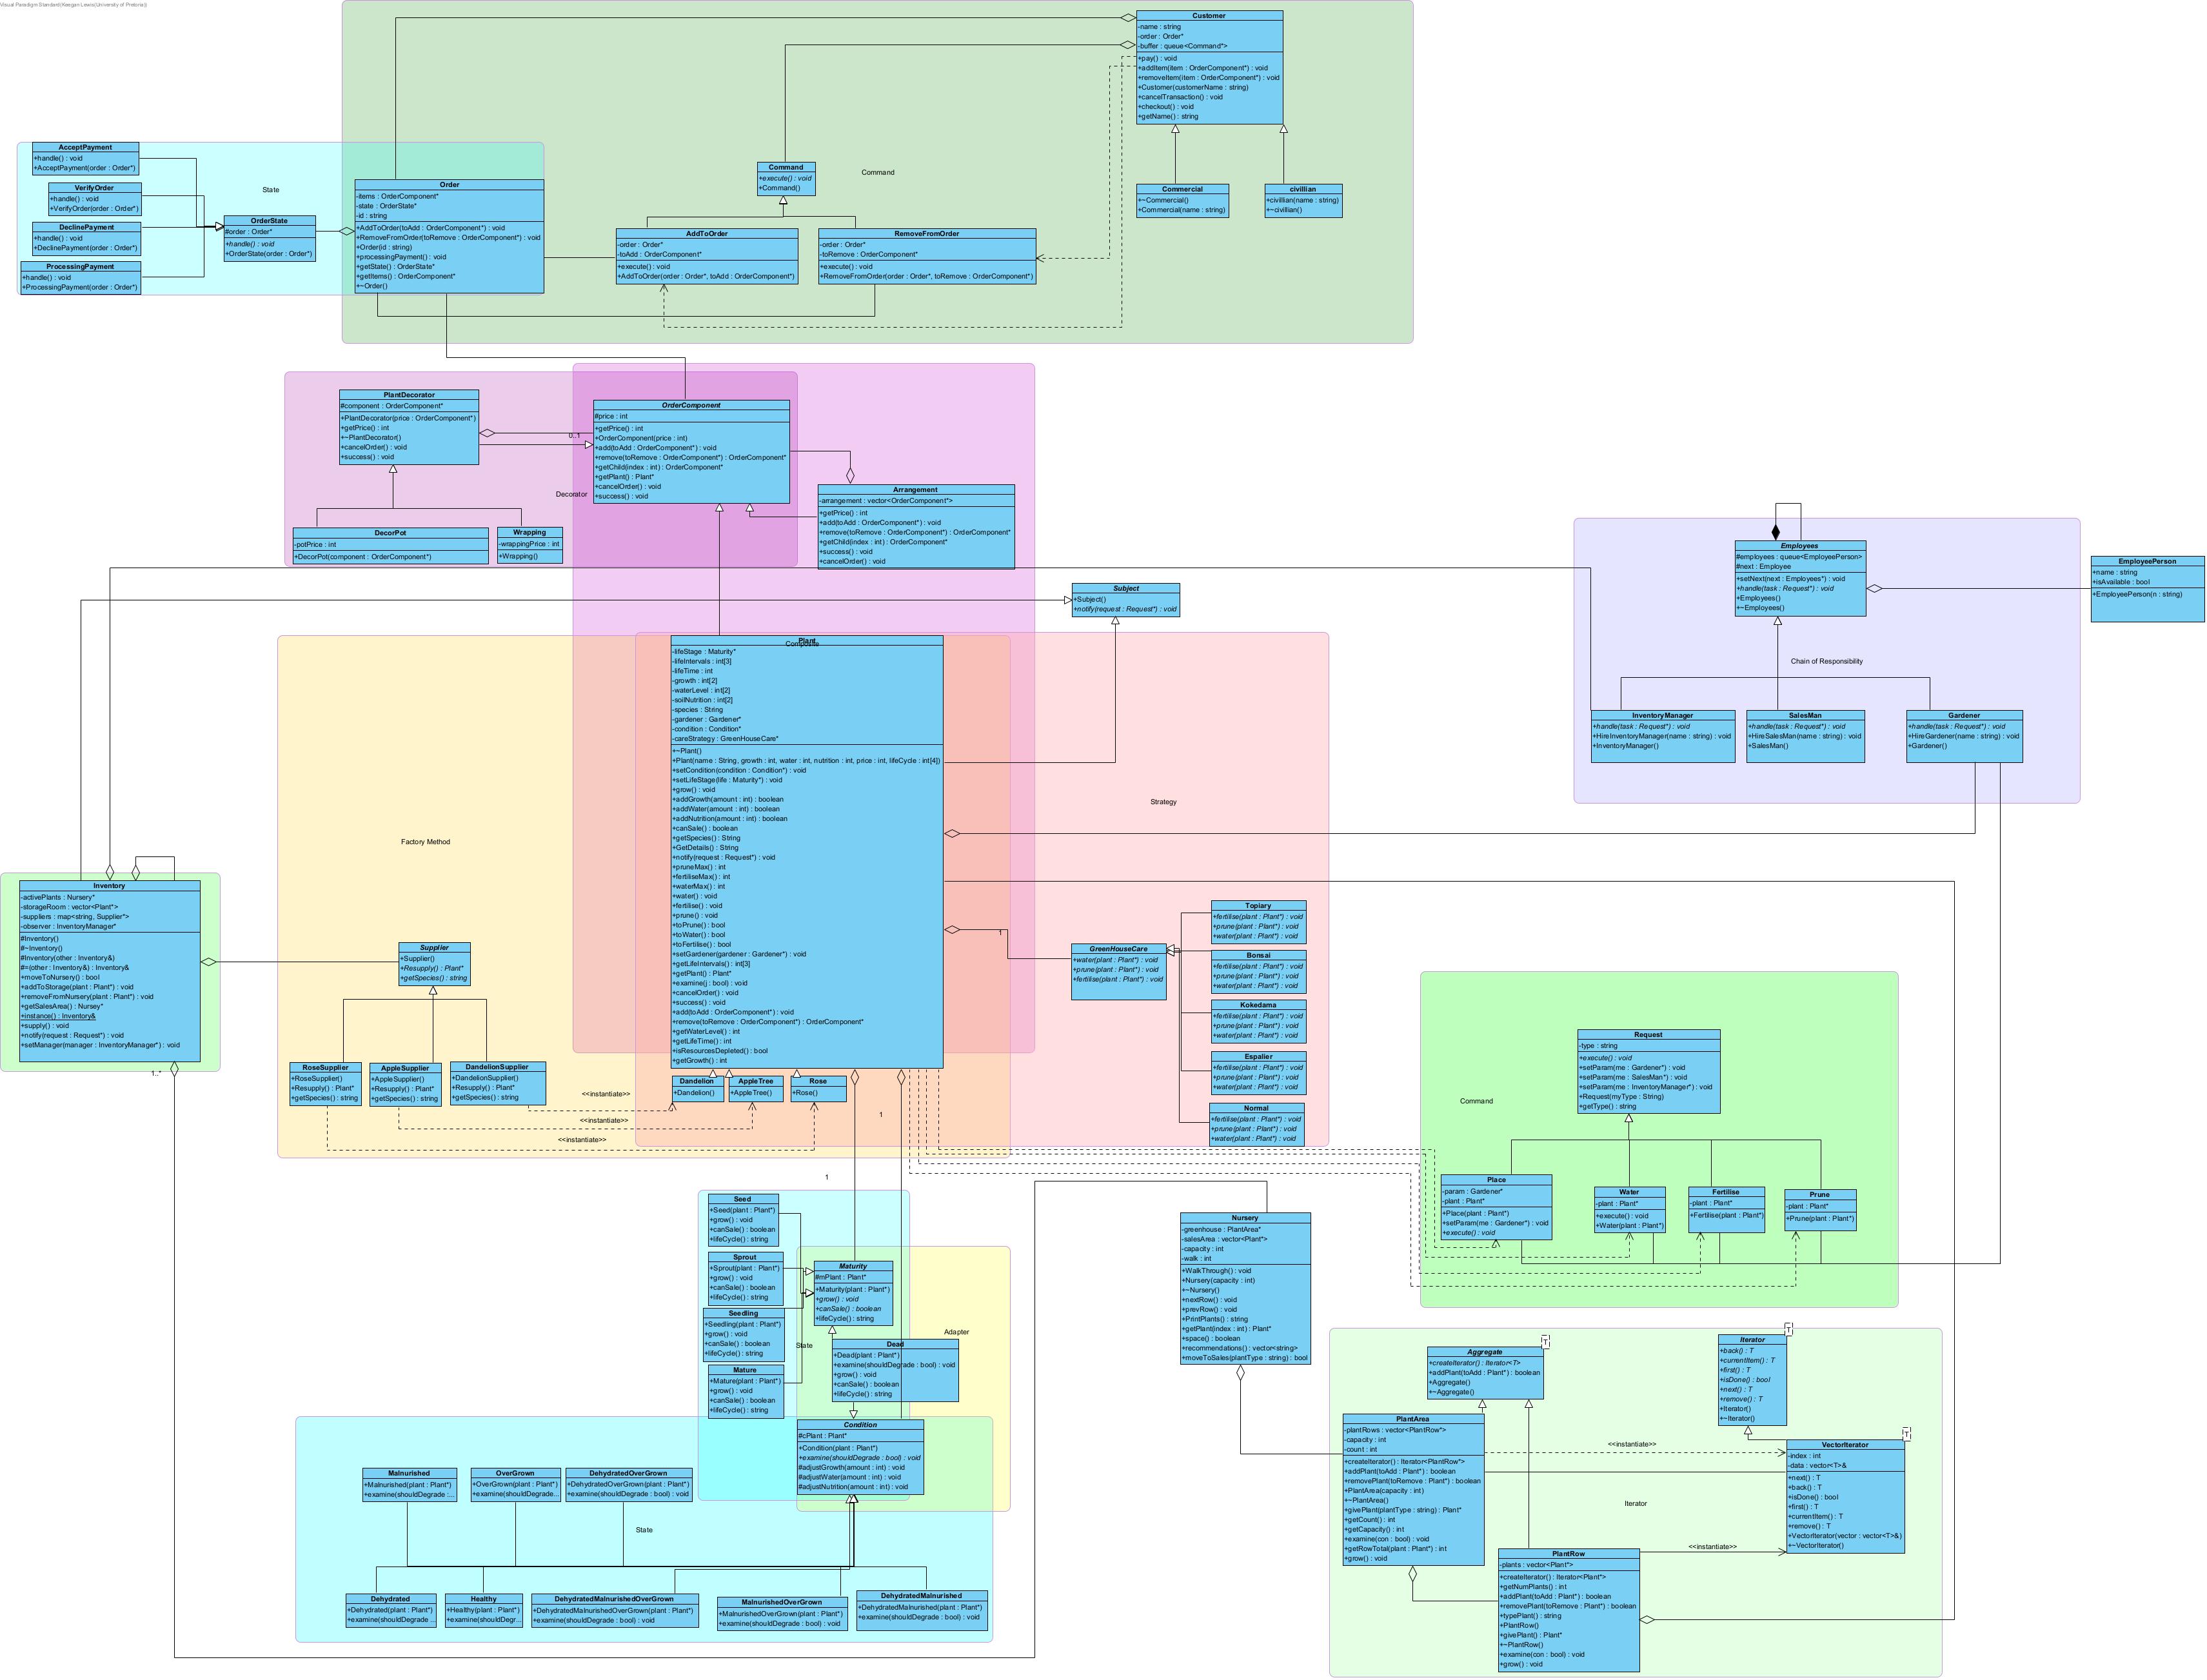 Visual Paradigm Standard(Keegan Lewis(University of Pretoria))
Customer
-name : string
-order : Order*
-buffer : queue<Command*>
+pay() : void
+addItem(item : OrderComponent*) : void
+removeItem(item : OrderComponent*) : void
+Customer(customerName : string)
+cancelTransaction() : void
+checkout() : void
+getName() : string
AcceptPayment
+handle() : void
+AcceptPayment(order : Order*)
VerifyOrder
+handle() : void
+VerifyOrder(order : Order*)
DeclinePayment
+handle() : void
+DeclinePayment(order : Order*)
ProcessingPayment
+handle() : void
+ProcessingPayment(order : Order*)
State
OrderState
#order : Order*
+handle() : void
+OrderState(order : Order*)
Order
-items : OrderComponent*
-state : OrderState*
-id : string
+AddToOrder(toAdd : OrderComponent*) : void
+RemoveFromOrder(toRemove : OrderComponent*) : void
+Order(id : string)
+processingPayment() : void
+getState() : OrderState*
+getItems() : OrderComponent*
+~Order()
Command
+execute() : void
+Command()
Command
Commercial
+~Commercial()
+Commercial(name : string)
civillian
+civillian(name : string)
+~civillian()
AddToOrder
-order : Order*
-toAdd : OrderComponent*
+execute() : void
+AddToOrder(order : Order*, toAdd : OrderComponent*)
RemoveFromOrder
-order : Order*
-toRemove : OrderComponent*
+execute() : void
+RemoveFromOrder(order : Order*, toRemove : OrderComponent*)
PlantDecorator
#component : OrderComponent*
+PlantDecorator(price : OrderComponent*)
+getPrice() : int
+~PlantDecorator()
+cancelOrder() : void
+success() : void
0..1
OrderComponent
#price : int
+getPrice() : int
+OrderComponent(price : int)
+add(toAdd : OrderComponent*) : void
+remove(toRemove : OrderComponent*) : OrderComponent*
+getChild(index : int) : OrderComponent*
+getPlant() : Plant*
+cancelOrder() : void
+success() : void
Decorator
DecorPot
-potPrice : int
+DecorPot(component : OrderComponent*)
Wrapping
-wrappingPrice : int
+Wrapping()
Arrangement
-arrangement : vector<OrderComponent*>
+getPrice() : int
+add(toAdd : OrderComponent*) : void
+remove(toRemove : OrderComponent*) : OrderComponent*
+getChild(index : int) : OrderComponent*
+success() : void
+cancelOrder() : void
Subject
+Subject()
+notify(request : Request*) : void
Employees
#employees : queue<EmployeePerson>
#next : Employee
+setNext(next : Employees*) : void
+handle(task : Request*) : void
+Employees()
+~Employees()
EmployeePerson
+name : string
+isAvailable : bool
+EmployeePerson(n : string)
Chain of Responsibility
InventoryManager
+handle(task : Request*) : void
+HireInventoryManager(name : string) : void
+InventoryManager()
SalesMan
+handle(task : Request*) : void
+HireSalesMan(name : string) : void
+SalesMan()
Gardener
+handle(task : Request*) : void
+HireGardener(name : string) : void
+Gardener()
Plant
Composite
-lifeStage : Maturity*
-lifeIntervals : int[3]
-lifeTime : int
-growth : int[2]
-waterLevel : int[2]
-soilNutrition : int[2]
-species : String
-gardener : Gardener*
-condition : Condition*
-careStrategy : GreenHouseCare*
+~Plant()
+Plant(name : String, growth : int, water : int, nutrition : int, price : int, lifeCycle : int[4])
+setCondition(condition : Condition*) : void
+setLifeStage(life : Maturity*) : void
+grow() : void
+addGrowth(amount : int) : boolean
+addWater(amount : int) : boolean
+addNutrition(amount : int) : boolean
+canSale() : boolean
+getSpecies() : String
+GetDetails() : String
+notify(request : Request*) : void
+pruneMax() : int
+fertiliseMax() : int
+waterMax() : int
+water() : void
+fertilise() : void
+prune() : void
+toPrune() : bool
+toWater() : bool
+toFertilise() : bool
+setGardener(gardener : Gardener*) : void
+getLifeIntervals() : int[3]
+getPlant() : Plant*
+examine(j : bool) : void
+cancelOrder() : void
+success() : void
+add(toAdd : OrderComponent*) : void
+remove(toRemove : OrderComponent*) : OrderComponent*
+getWaterLevel() : int
+getLifeTime() : int
+isResourcesDepleted() : bool
+getGrowth() : int
Strategy
Factory Method
Inventory
-activePlants : Nursery*
-storageRoom : vector<Plant*>
-suppliers : map<string, Supplier*>
-observer : InventoryManager*
#Inventory()
#~Inventory()
#Inventory(other : Inventory&)
#=(other : Inventory&) : Inventory&
+moveToNursery() : bool
+addToStorage(plant : Plant*) : void
+removeFromNursery(plant : Plant*) : void
+getSalesArea() : Nursey*
+instance() : Inventory&
+supply() : void
+notify(request : Request*) : void
+setManager(manager : InventoryManager*) : void
1..*
Supplier
+Supplier()
+Resupply() : Plant*
+getSpecies() : string
RoseSupplier
+RoseSupplier()
+Resupply() : Plant*
+getSpecies() : string
AppleSupplier
+AppleSupplier()
+Resupply() : Plant*
+getSpecies() : string
DandelionSupplier
+DandelionSupplier()
+Resupply() : Plant*
+getSpecies() : string
<<instantiate>>
<<instantiate>>
<<instantiate>>
Dandelion
+Dandelion()
AppleTree
+AppleTree()
Rose
+Rose()
1
1
1
GreenHouseCare
+water(plant : Plant*) : void
+prune(plant : Plant*) : void
+fertilise(plant : Plant*) : void
Topiary
+fertilise(plant : Plant*) : void
+prune(plant : Plant*) : void
+water(plant : Plant*) : void
Bonsai
+fertilise(plant : Plant*) : void
+prune(plant : Plant*) : void
+water(plant : Plant*) : void
Kokedama
+fertilise(plant : Plant*) : void
+prune(plant : Plant*) : void
+water(plant : Plant*) : void
Espalier
+fertilise(plant : Plant*) : void
+prune(plant : Plant*) : void
+water(plant : Plant*) : void
Normal
+fertilise(plant : Plant*) : void
+prune(plant : Plant*) : void
+water(plant : Plant*) : void
Command
Request
-type : string
+execute() : void
+setParam(me : Gardener*) : void
+setParam(me : SalesMan*) : void
+setParam(me : InventoryManager*) : void
+Request(myType : String)
+getType() : string
Place
-param : Gardener*
-plant : Plant*
+Place(plant : Plant*)
+setParam(me : Gardener*) : void
+execute() : void
Water
-plant : Plant*
+execute() : void
+Water(plant : Plant*)
Fertilise
-plant : Plant*
+Fertilise(plant : Plant*)
Prune
-plant : Plant*
+Prune(plant : Plant*)
Seed
+Seed(plant : Plant*)
+grow() : void
+canSale() : boolean
+lifeCycle() : string
Sprout
+Sprout(plant : Plant*)
+grow() : void
+canSale() : boolean
+lifeCycle() : string
Seedling
+Seedling(plant : Plant*)
+grow() : void
+canSale() : boolean
+lifeCycle() : string
Mature
+Mature(plant : Plant*)
+grow() : void
+canSale() : boolean
+lifeCycle() : string
Maturity
#mPlant : Plant*
+Maturity(plant : Plant*)
+grow() : void
+canSale() : boolean
+lifeCycle() : string
State
Adapter
Dead
+Dead(plant : Plant*)
+examine(shouldDegrade : bool) : void
+grow() : void
+canSale() : boolean
+lifeCycle() : string
Condition
#cPlant : Plant*
+Condition(plant : Plant*)
+examine(shouldDegrade : bool) : void
#adjustGrowth(amount : int) : void
#adjustWater(amount : int) : void
#adjustNutrition(amount : int) : void
Malnurished
+Malnurished(plant : Plant*)
+examine(shouldDegrade :...
OverGrown
+OverGrown(plant : Plant*)
+examine(shouldDegrade...
DehydratedOverGrown
+DehydratedOverGrown(plant : Plant*)
+examine(shouldDegrade : bool) : void
State
Dehydrated
+Dehydrated(plant : Plant*)
+examine(shouldDegrade ...
Healthy
+Healthy(plant : Plant*)
+examine(shouldDegr...
DehydratedMalnurishedOverGrown
+DehydratedMalnurishedOverGrown(plant : Plant*)
+examine(shouldDegrade : bool) : void
MalnurishedOverGrown
+MalnurishedOverGrown(plant : Plant*)
+examine(shouldDegrade : bool) : void
DehydratedMalnurished
+DehydratedMalnurished(plant : Plant*)
+examine(shouldDegrade : bool) : void
Nursery
-greenhouse : PlantArea*
-salesArea : vector<Plant*>
-capacity : int
-walk : int
+WalkThrough() : void
+Nursery(capacity : int)
+~Nursery()
+nextRow() : void
+prevRow() : void
+PrintPlants() : string
+getPlant(index : int) : Plant*
+space() : boolean
+recommendations() : vector<string>
+moveToSales(plantType : string) : bool
T
Aggregate
+createIterator() : Iterator<T>
+addPlant(toAdd : Plant*) : boolean
+Aggregate()
+~Aggregate()
T
Iterator
+back() : T
+currentItem() : T
+first() : T
+isDone() : bool
+next() : T
+remove() : T
+Iterator()
+~Iterator()
PlantArea
-plantRows : vector<PlantRow*>
-capacity : int
-count : int
+createIterator() : Iterator<PlantRow*>
+addPlant(toAdd : Plant*) : boolean
+removePlant(toRemove : Plant*) : boolean
+PlantArea(capacity : int)
+~PlantArea()
+givePlant(plantType : string) : Plant*
+getCount() : int
+getCapacity() : int
+examine(con : bool) : void
+getRowTotal(plant : Plant*) : int
+grow() : void
<<instantiate>>
Iterator
<<instantiate>>
T
VectorIterator
-index : int
-data : vector<T>&
+next() : T
+back() : T
+isDone() : bool
+first() : T
+currentItem() : T
+remove() : T
+VectorIterator(vector : vector<T>&)
+~VectorIterator()
PlantRow
-plants : vector<Plant*>
+createIterator() : Iterator<Plant*>
+getNumPlants() : int
+addPlant(toAdd : Plant*) : boolean
+removePlant(toRemove : Plant*) : boolean
+typePlant() : string
+PlantRow()
+givePlant() : Plant*
+~PlantRow()
+examine(con : bool) : void
+grow() : void